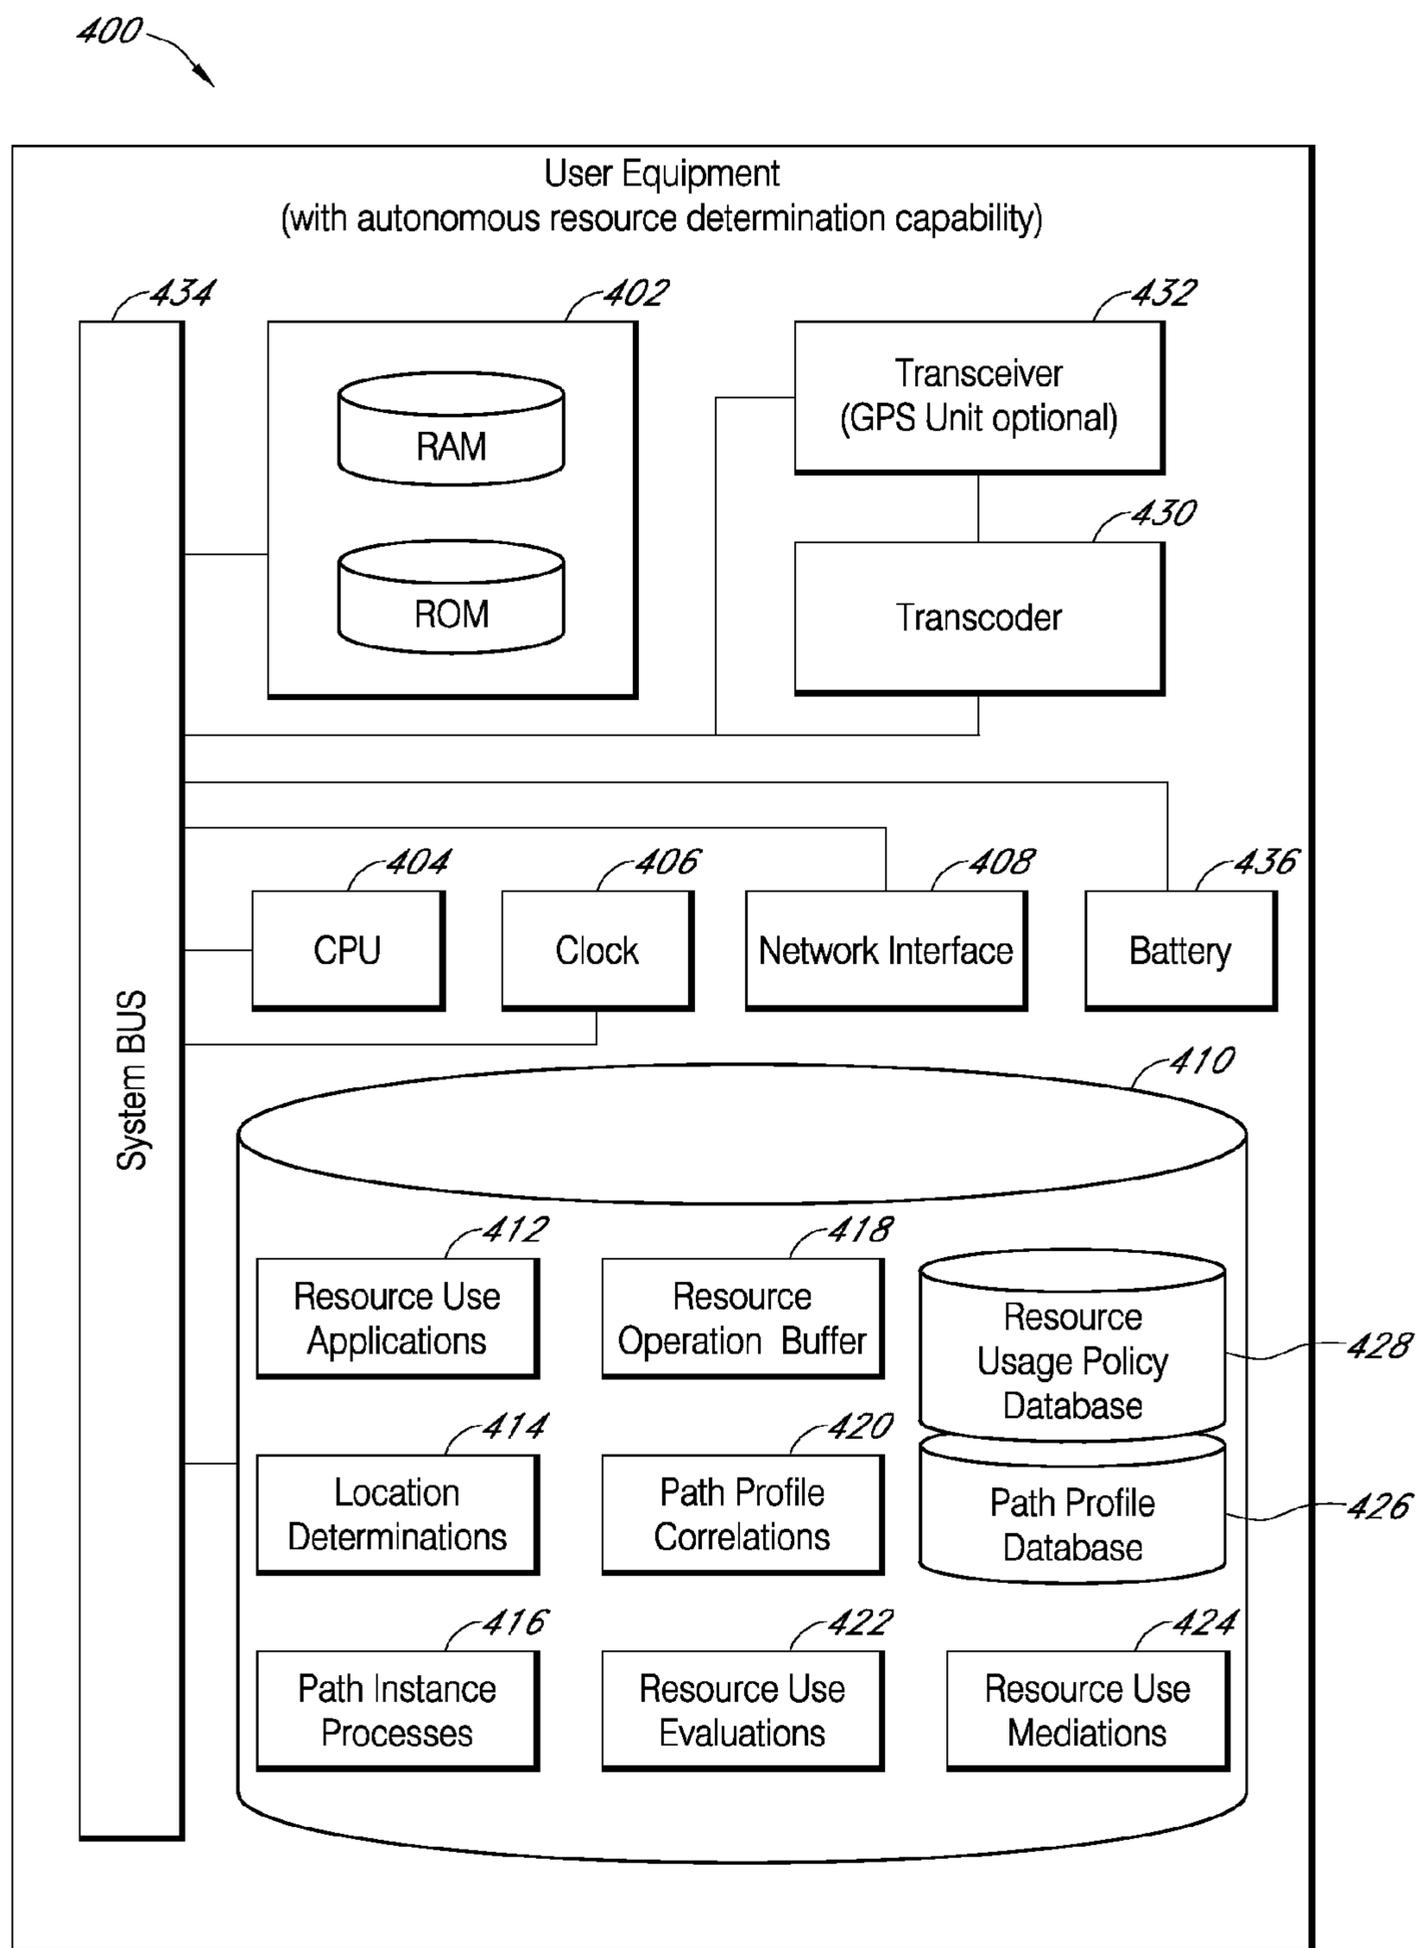 400
User Equipment
(with autonomous resource determination capability)
434
402
432
RAM
ROM
Transceiver
(GPS Unit optional)
430
Transcoder
404
406
408
436
CPU
Clock
Network Interface
Battery
System BUS
410
412
Resource Use
Applications
418
Resource
Operation Buffer
Resource
Usage Policy
Database
428
414
Location
Determinations
420
Path Profile
Correlations
Path Profile
Database
426
416
Path Instance
Processes
422
Resource Use
Evaluations
424
Resource Use
Mediations